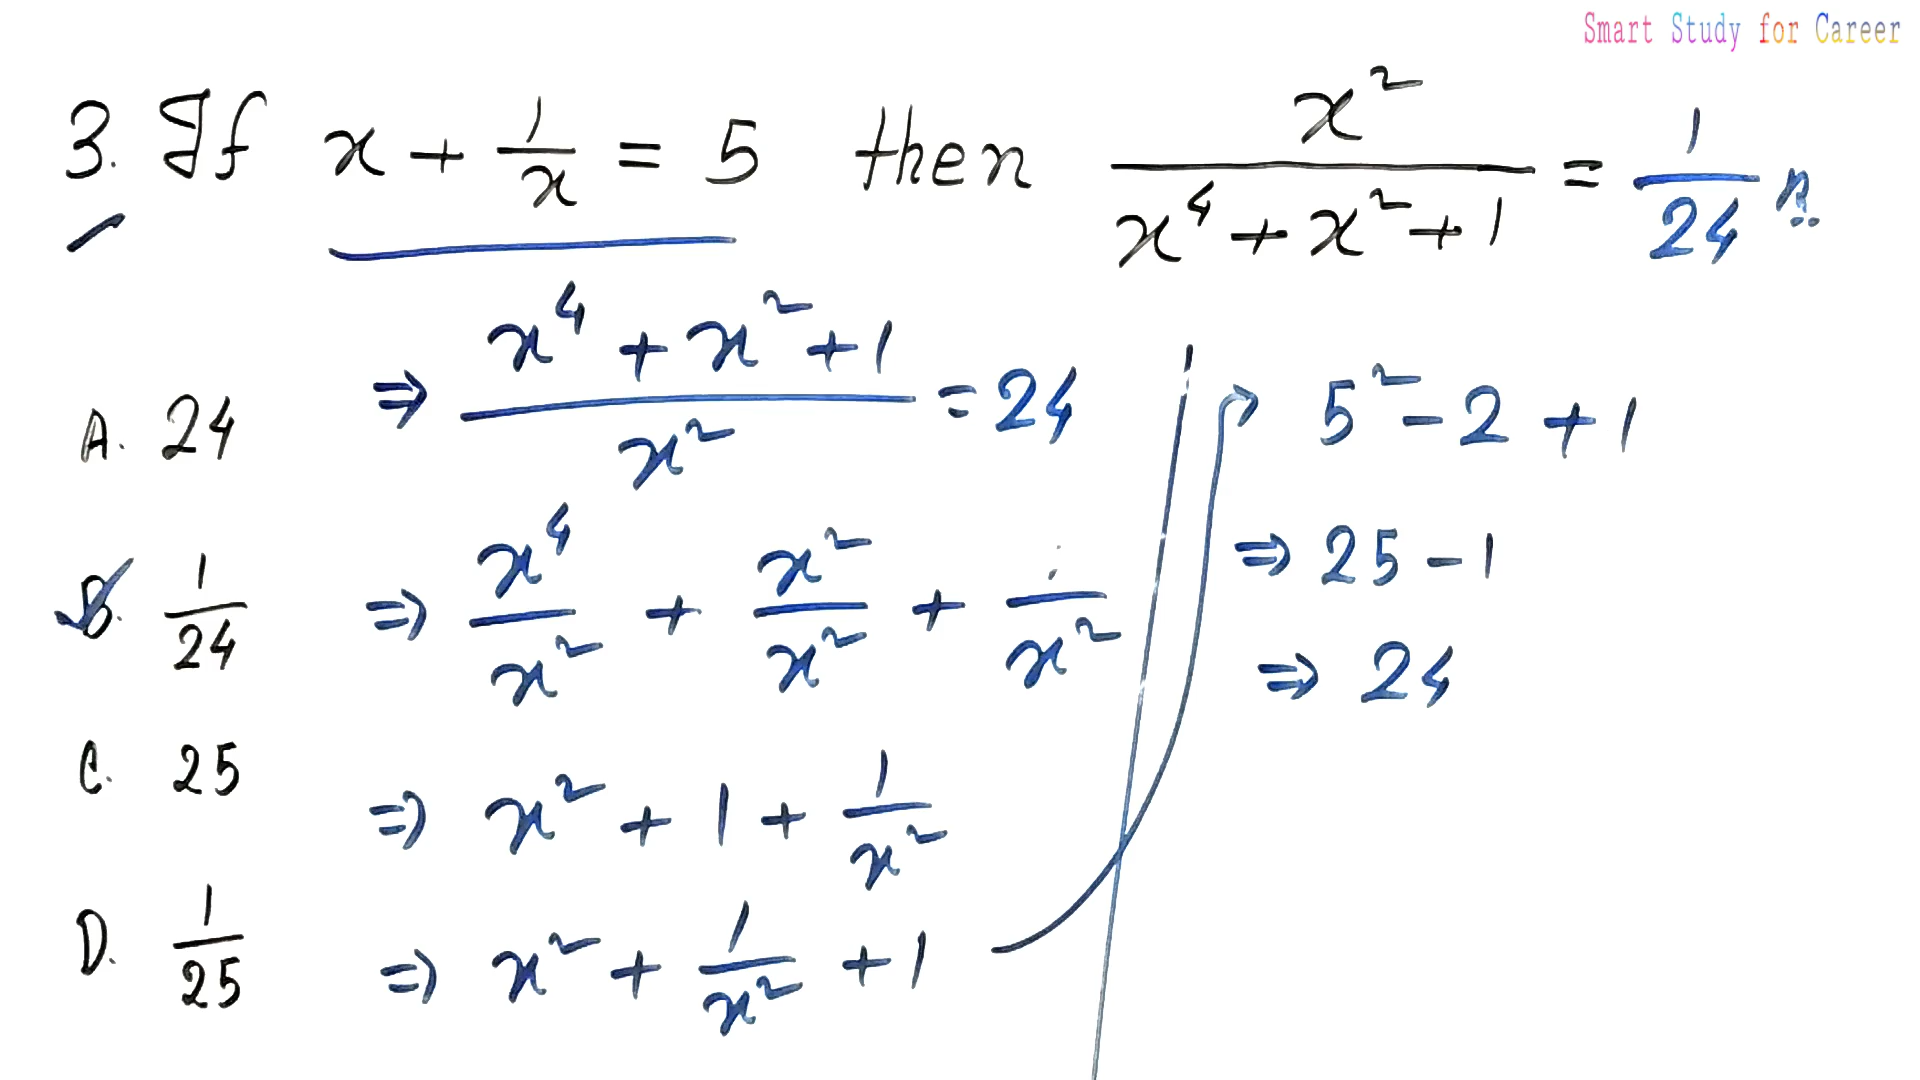 Smart Study for Career
3. If x + 1/x = 5 then x²/(x⁴ + x² + 1) = 1/24
A. 24
B. 1/24
C. 25
D. 1/25
⇒ (x⁴ + x² + 1)/x² = 24
⇒ x⁴/x² + x²/x² + /x²
⇒ x² + 1 + 1/x²
⇒ x² + 1/x² + 1
→ 5² - 2 + 1
⇒ 25 - 1
⇒ 24